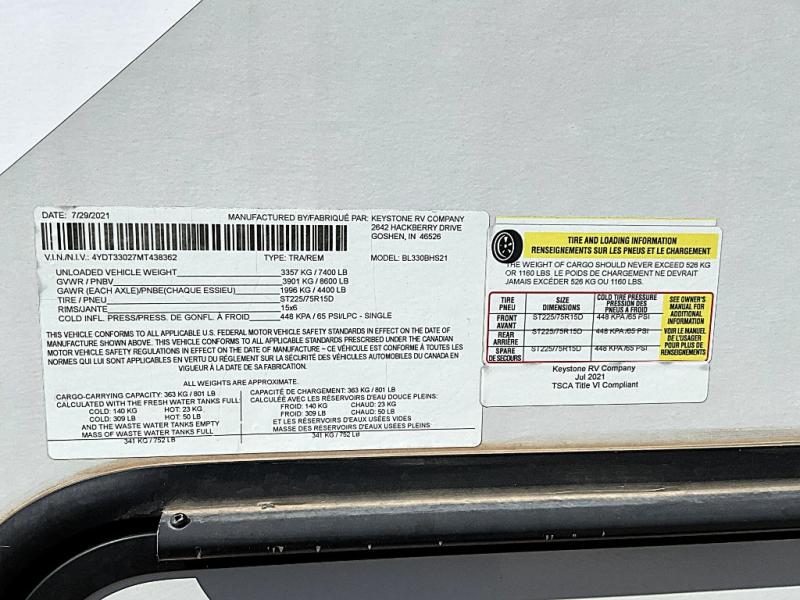 DATE: 7/29/2021
MANUFACTURED BY/FABRIQUÉ PAR: KEYSTONE RV COMPANY
2642 HACKBERRY DRIVE
GOSHEN, IN 46526
V.I.N./N.I.V.: 4YDT33027MT438362 TYPE: TRA/REM MODEL: BL330BHS21
UNLOADED VEHICLE WEIGHT 3357 KG / 7400 LB
GVWR / PNBV 3901 KG / 8600 LB
GAWR (EACH AXLE)/PNBE(CHAQUE ESSIEU) 1996 KG / 4400 LB
TIRE / PNEU ST225/75R15D
RIMS/JANTE 15x6
COLD INFL. PRESS/PRESS. DE GONFL. À FROID 448 KPA / 65 PSI/LPC - SINGLE
THIS VEHICLE CONFORMS TO ALL APPLICABLE U.S. FEDERAL MOTOR VEHICLE SAFETY STANDARDS IN EFFECT ON THE DATE OF
MANUFACTURE SHOWN ABOVE. THIS VEHICLE CONFORMS TO ALL APPLICABLE STANDARDS PRESCRIBED UNDER THE CANADIAN
MOTOR VEHICLE SAFETY REGULATIONS IN EFFECT ON THE DATE OF MANUFACTURE / CE VÉHICULE EST CONFORME À TOUTES LES
NORMES QUI LUI SONT APPLICABLES EN VERTU DU RÈGLEMENT SUR LA SÉCURITÉ DES VÉHICULES AUTOMOBILES DU CANADA EN
VIGUEUR À LA DATE DE SA FABRICATION.
ALL WEIGHTS ARE APPROXIMATE.
CARGO-CARRYING CAPACITY: 363 KG / 801 LB
CALCULATED WITH THE FRESH WATER TANKS FULL:
COLD: 140 KG HOT: 23 KG
COLD: 309 LB HOT: 50 LB
AND THE WASTE WATER TANKS EMPTY
MASS OF WASTE WATER TANKS FULL
341 KG / 752 LB
CAPACITÉ DE CHARGEMENT: 363 KG / 801 LB
CALCULÉE AVEC LES RÉSERVOIRS D'EAU DOUCE PLEINS:
FROID: 140 KG CHAUD: 23 KG
FROID: 309 LB CHAUD: 50 LB
ET LES RÉSERVOIRS D'EAUX USÉES VIDES
MASSE DES RÉSERVOIRS D'EAUX USÉES PLEINS:
341 KG / 752 LB
TIRE AND LOADING INFORMATION
RENSEIGNEMENTS SUR LES PNEUS ET LE CHARGEMENT
THE WEIGHT OF CARGO SHOULD NEVER EXCEED 526 KG
OR 1160 LBS. LE POIDS DE CHARGEMENT NE DEVRAIT
JAMAIS EXCÉDER 526 KG OU 1160 LBS.
TIRE
PNEU
SIZE
DIMENSIONS
COLD TIRE PRESSURE
PRESSION DES
PNEUS À FROID
FRONT
AVANT
ST225/75R15D 448 KPA /65 PSI
REAR
ARRIÈRE
ST225/75R15D 448 KPA /65 PSI
SPARE
DE SECOURS
ST225/75R15D 448 KPA /65 PSI
SEE OWNER'S
MANUAL FOR
ADDITIONAL
INFORMATION
VOIR LE MANUEL
DE L'USAGER
POUR PLUS DE
RENSEIGNEMENTS
Keystone RV Company
Jul 2021
TSCA Title VI Compliant